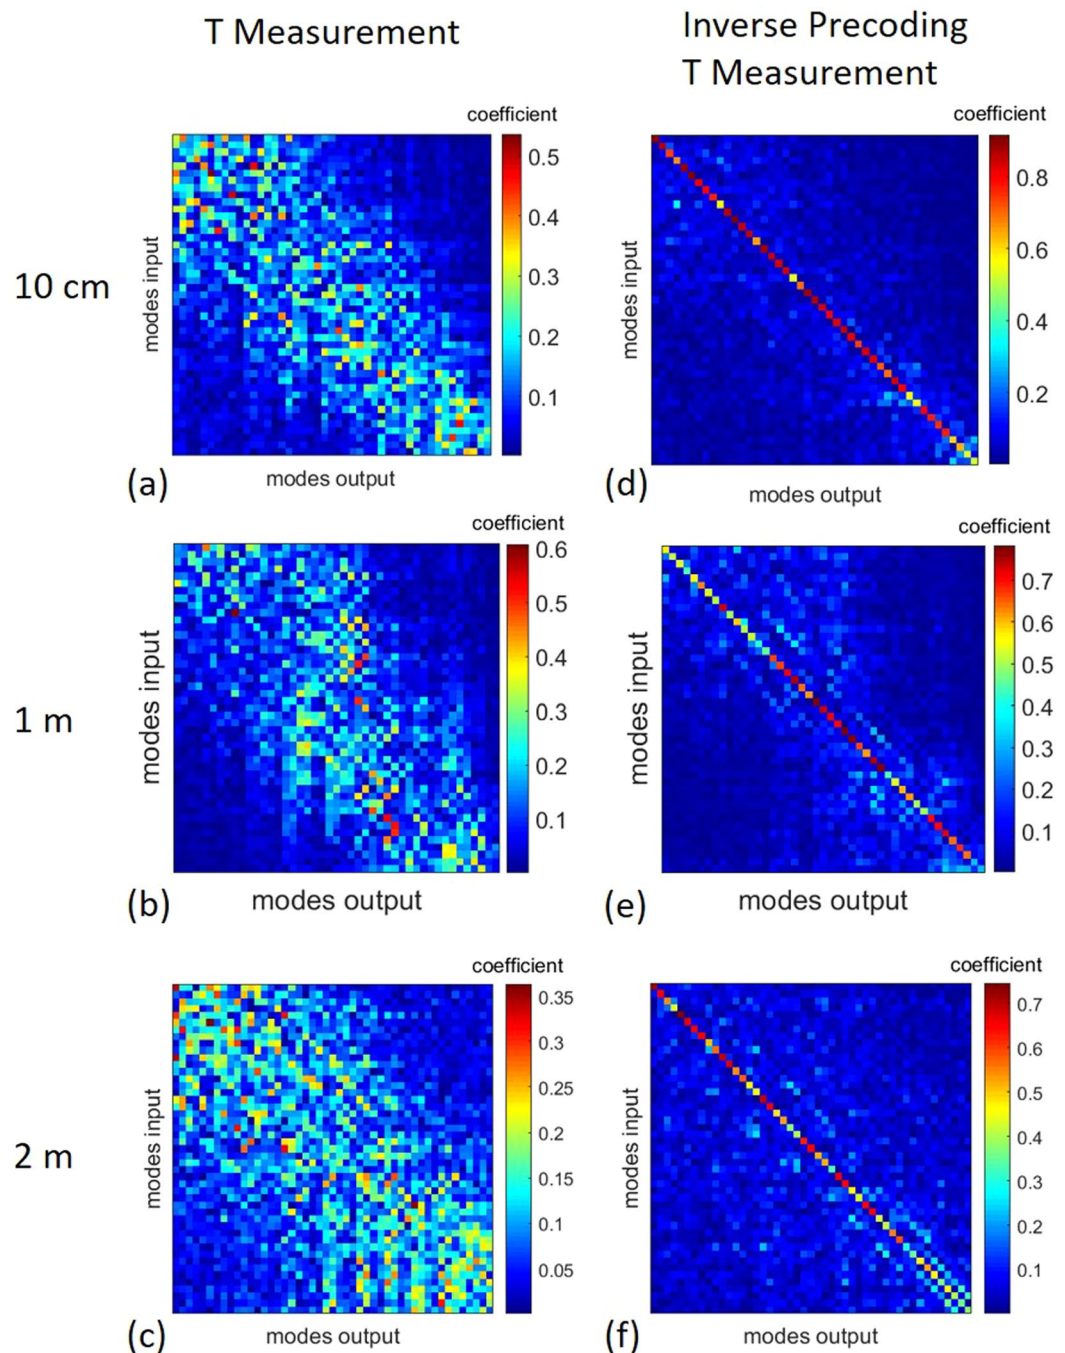 T Measurement
Inverse Precoding
T Measurement
10 cm
coefficient
modes input
0.5
0.4
0.3
0.2
0.1
(a)
modes output
coefficient
modes input
0.8
0.6
0.4
0.2
(d)
modes output
1 m
coefficient
modes input
0.6
0.5
0.4
0.3
0.2
0.1
(b)
modes output
coefficient
modes input
0.7
0.6
0.5
0.4
0.3
0.2
0.1
(e)
modes output
2 m
coefficient
modes input
0.35
0.3
0.25
0.2
0.15
0.1
0.05
(c)
modes output
coefficient
modes input
0.7
0.6
0.5
0.4
0.3
0.2
0.1
(f)
modes output